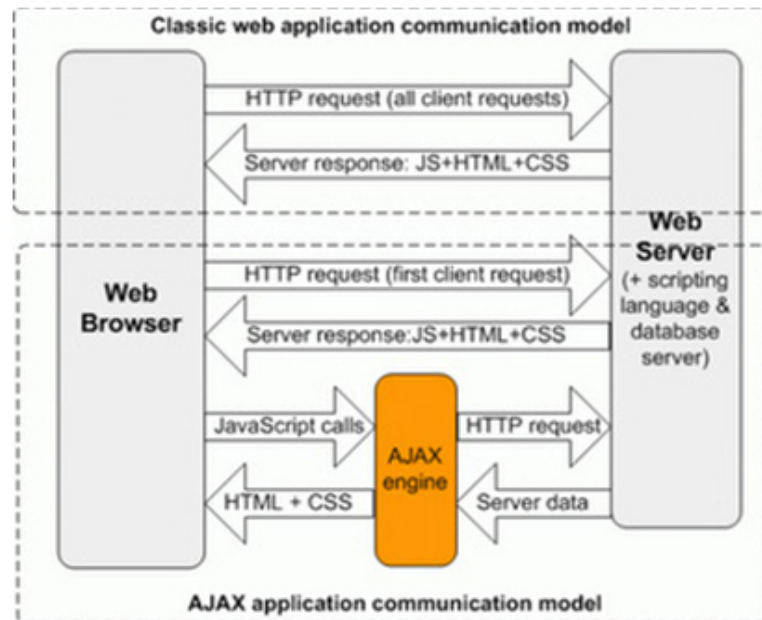 Classic web application communication model
HTTP request (all client requests)
Server response: JS+HTML+CSS
Web
Server
(+ scripting
language &
database
server)
Web
Browser
HTTP request (first client request)
Server response:JS+HTML+CSS
JavaScript calls
AJAX
engine
HTTP request
HTML + CSS
Server data
AJAX application communication model